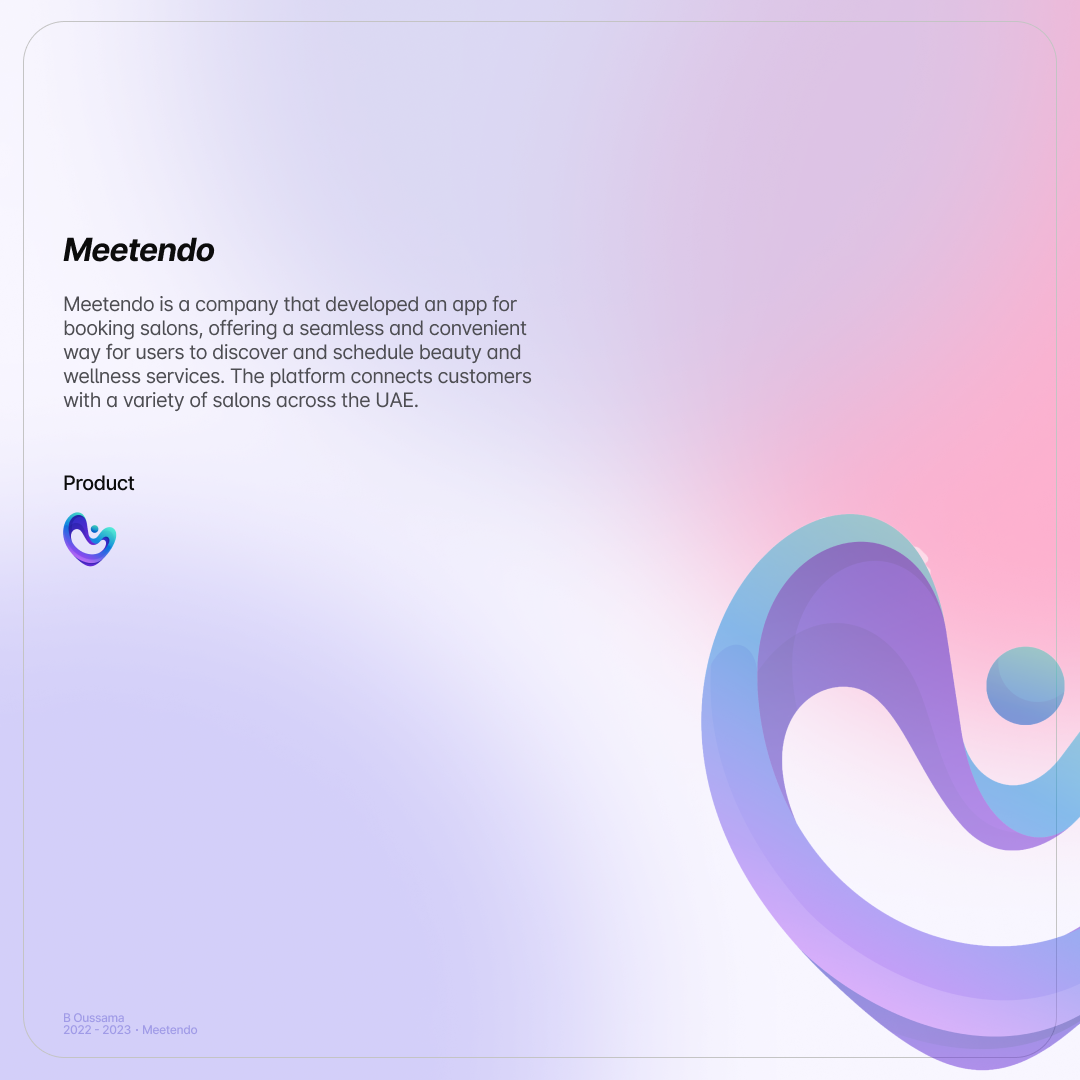 Meetendo
Meetendo is a company that developed an app for
booking salons, offering a seamless and convenient
way for users to discover and schedule beauty and
wellness services. The platform connects customers
with a variety of salons across the UAE.
Product
B Oussama
2022 - 2023 · Meetendo